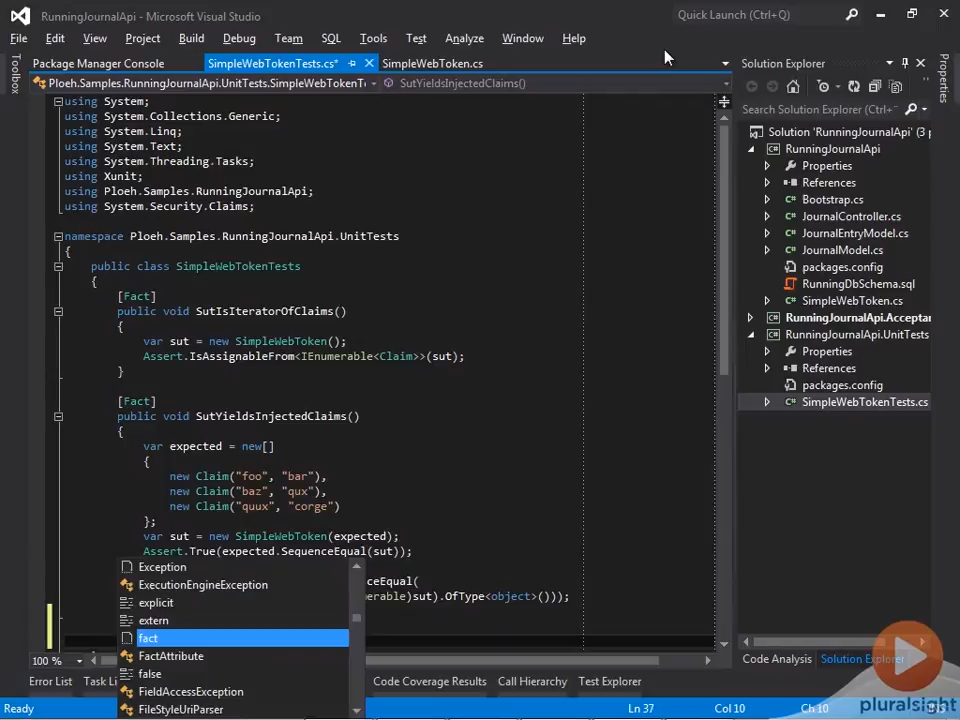 RunningJournalApi - Microsoft Visual Studio
Quick Launch (Ctrl+Q)
File Edit View Project Build Debug Team SQL Tools Test Analyze Window Help
Toolbox
Package Manager Console
SimpleWebTokenTests.cs*
SimpleWebToken.cs
Ploeh.Samples.RunningJournalApi.UnitTests.SimpleWebTokenT
SutYieldsInjectedClaims()
using System;
using System.Collections.Generic;
using System.Linq;
using System.Text;
using System.Threading.Tasks;
using Xunit;
using Ploeh.Samples.RunningJournalApi;
using System.Security.Claims;
namespace Ploeh.Samples.RunningJournalApi.UnitTests
{
public class SimpleWebTokenTests
{
[Fact]
public void SutIsIteratorOfClaims()
{
var sut = new SimpleWebToken();
Assert.IsAssignableFrom<IEnumerable<Claim>>(sut);
}
[Fact]
public void SutYieldsInjectedClaims()
{
var expected = new[]
{
new Claim("foo", "bar"),
new Claim("baz", "qux"),
new Claim("quux", "corge")
};
var sut = new SimpleWebToken(expected);
Assert.True(expected.SequenceEqual(sut));
ceEqual(
erable)sut).OfType<object>()));
Exception
ExecutionEngineException
explicit
extern
fact
FactAttribute
false
FieldAccessException
FileStyleUriParser
100 %
Solution Explorer
Search Solution Explorer (Ctrl+
Solution 'RunningJournalApi' (3 p
RunningJournalApi
Properties
References
Bootstrap.cs
JournalController.cs
JournalEntryModel.cs
JournalModel.cs
packages.config
RunningDbSchema.sql
SimpleWebToken.cs
RunningJournalApi.Acceptan
RunningJournalApi.UnitTests
Properties
References
packages.config
SimpleWebTokenTests.cs
Properties
Code Analysis
Solution Explorer
Error List
Task Li
Code Coverage Results
Call Hierarchy
Test Explorer
Ready
Ln 37
Col 10
Ch 10
pluralsight